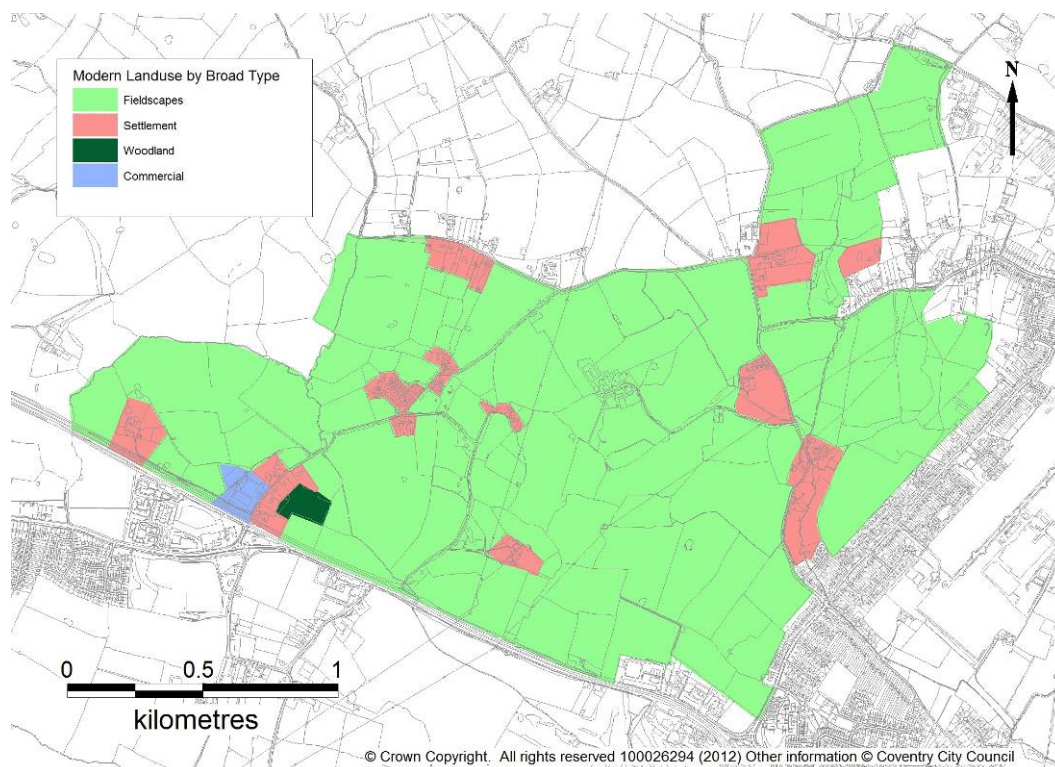 Modern Landuse by Broad Type
Fieldscapes
Settlement
Woodland
Commercial
N
0 0.5 1
kilometres
© Crown Copyright. All rights reserved 100026294 (2012) Other information © Coventry City Council